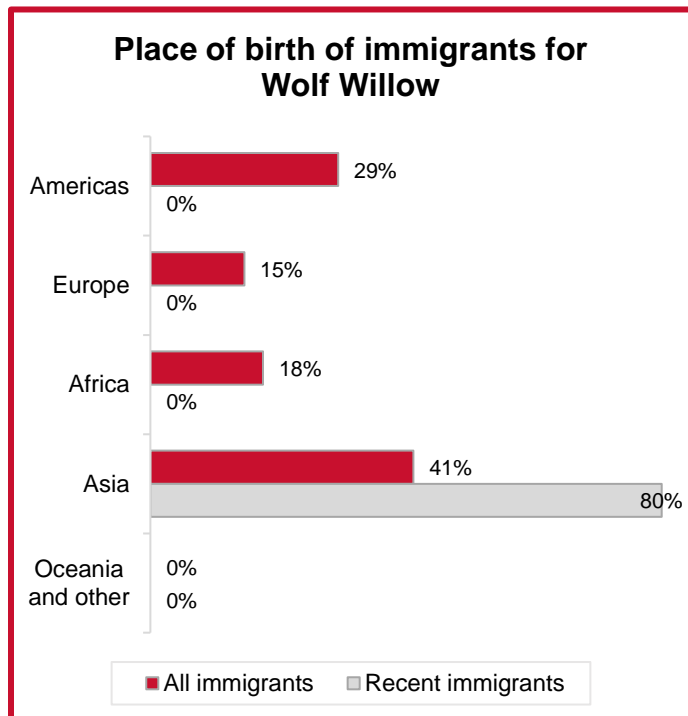 Place of birth of immigrants for
Wolf Willow
Americas
29%
0%
Europe
15%
0%
Africa
18%
0%
Asia
41%
80%
Oceania
and other
0%
0%
All immigrants
Recent immigrants